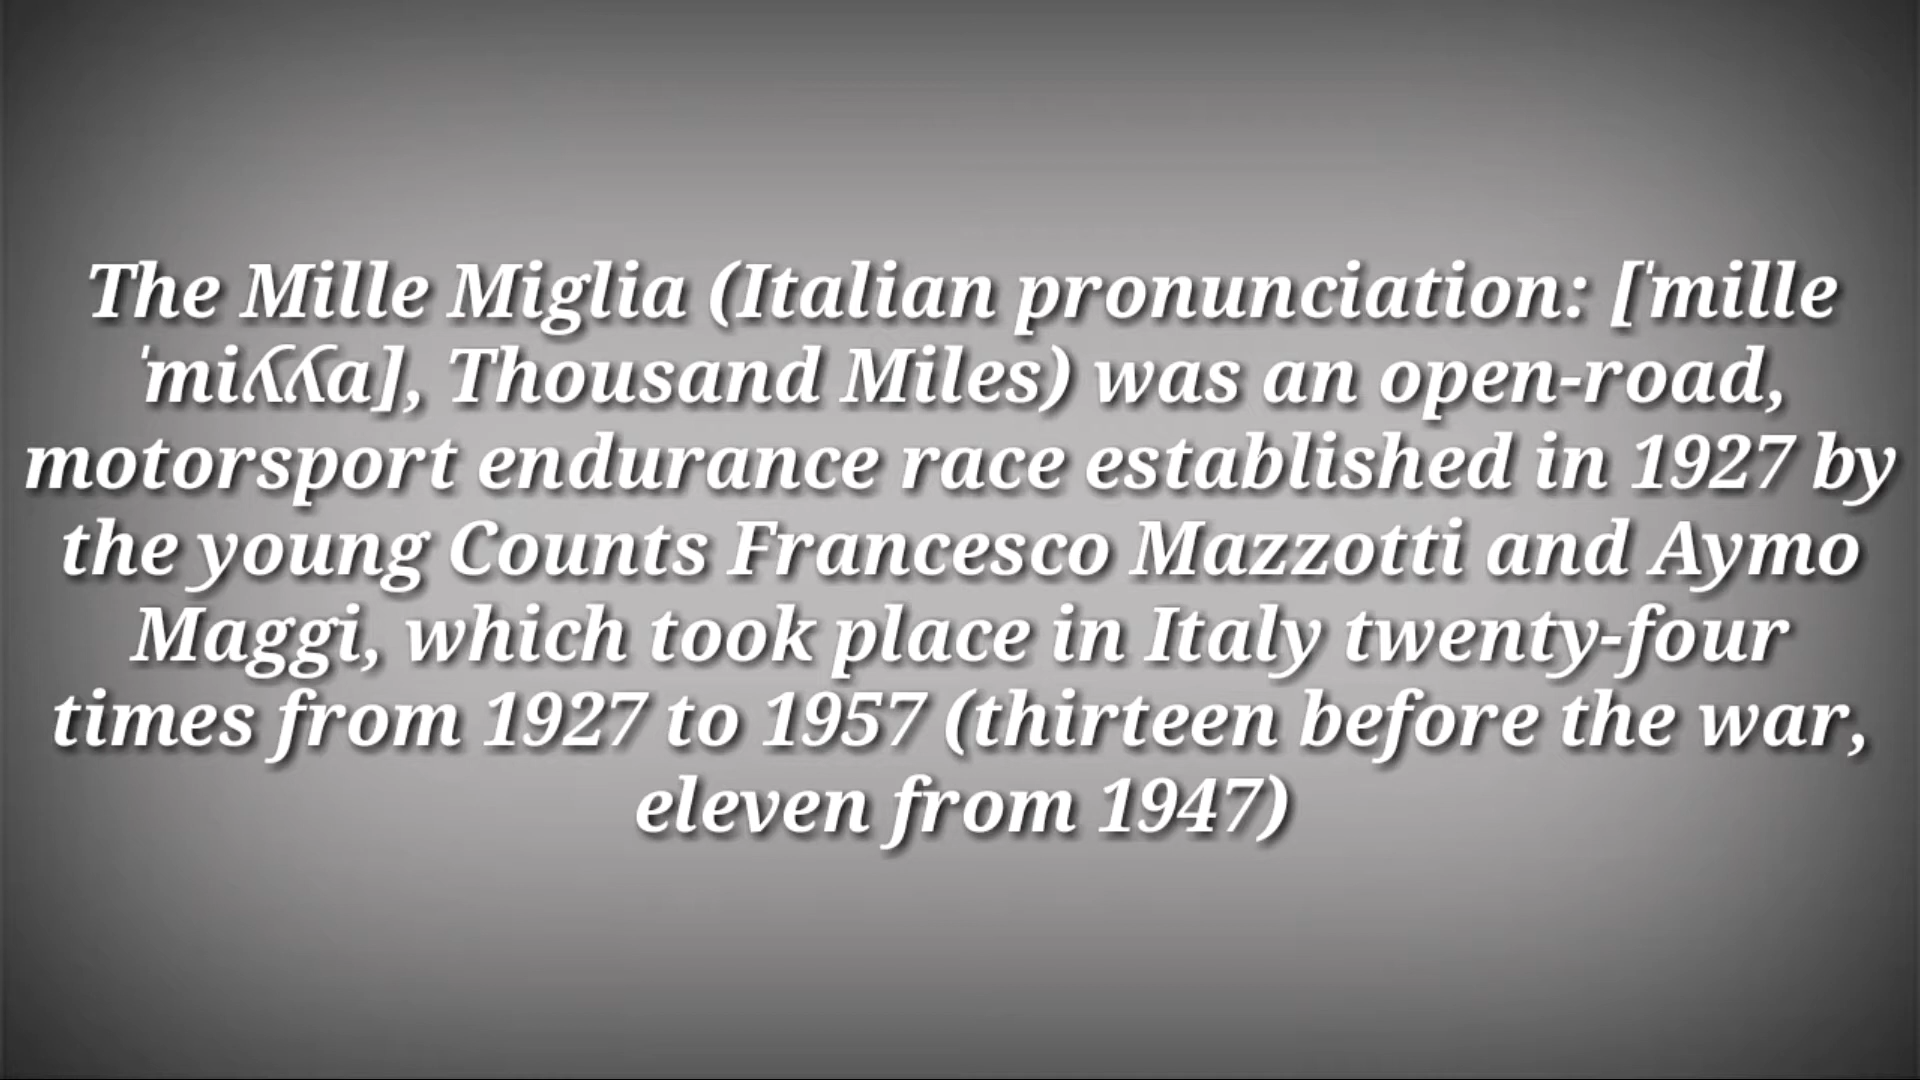 The Mille Miglia (Italian pronunciation: [ˈmille
ˈmiʎʎa], Thousand Miles) was an open-road,
motorsport endurance race established in 1927 by
the young Counts Francesco Mazzotti and Aymo
Maggi, which took place in Italy twenty-four
times from 1927 to 1957 (thirteen before the war,
eleven from 1947)